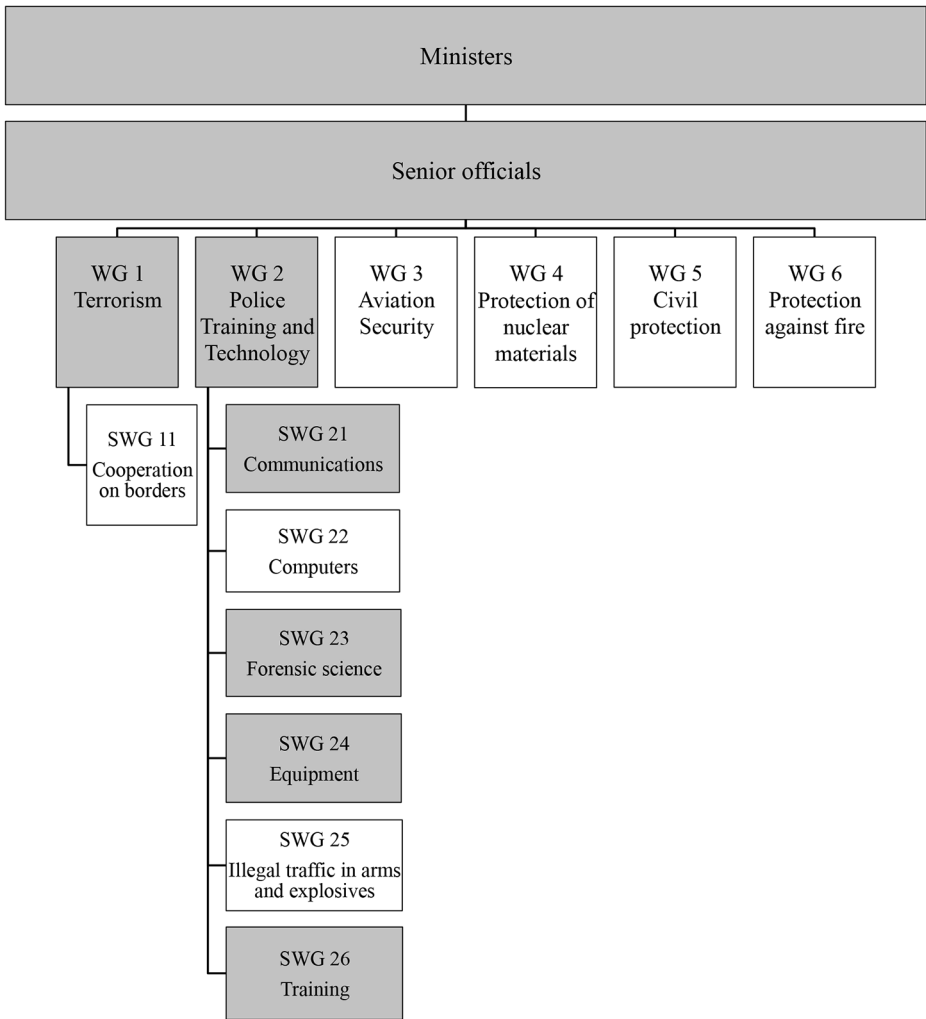 Ministers
Senior officials
WG 1
Terrorism
WG 2
Police
Training and
Technology
WG 3
Aviation
Security
WG 4
Protection of
nuclear
materials
WG 5
Civil
protection
WG 6
Protection
against fire
SWG 11
Cooperation
on borders
SWG 21
Communications
SWG 22
Computers
SWG 23
Forensic science
SWG 24
Equipment
SWG 25
Illegal traffic in arms
and explosives
SWG 26
Training